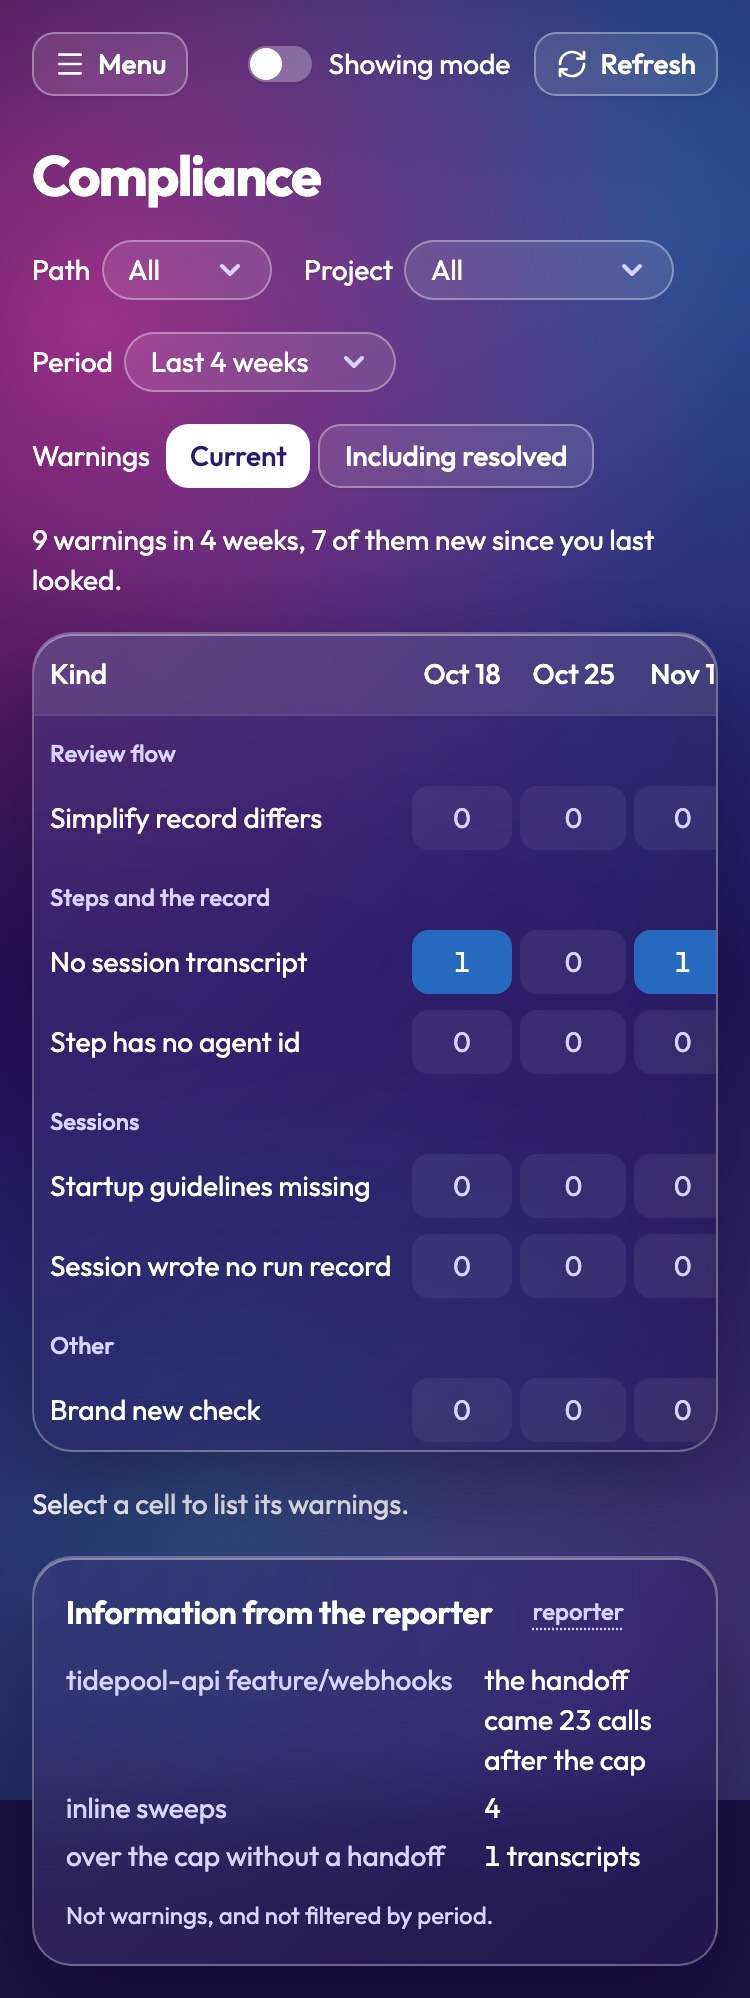 Menu
Showing mode
Refresh
Compliance
Path All Project All
Period Last 4 weeks
Warnings Current Including resolved
9 warnings in 4 weeks, 7 of them new since you last
looked.
Kind Oct 18 Oct 25 Nov 1
Review flow
Simplify record differs 0 0 0
Steps and the record
No session transcript 1 0 1
Step has no agent id 0 0 0
Sessions
Startup guidelines missing 0 0 0
Session wrote no run record 0 0 0
Other
Brand new check 0 0 0
Select a cell to list its warnings.
Information from the reporter reporter
tidepool-api feature/webhooks the handoff
came 23 calls
after the cap
inline sweeps 4
over the cap without a handoff 1 transcripts
Not warnings, and not filtered by period.